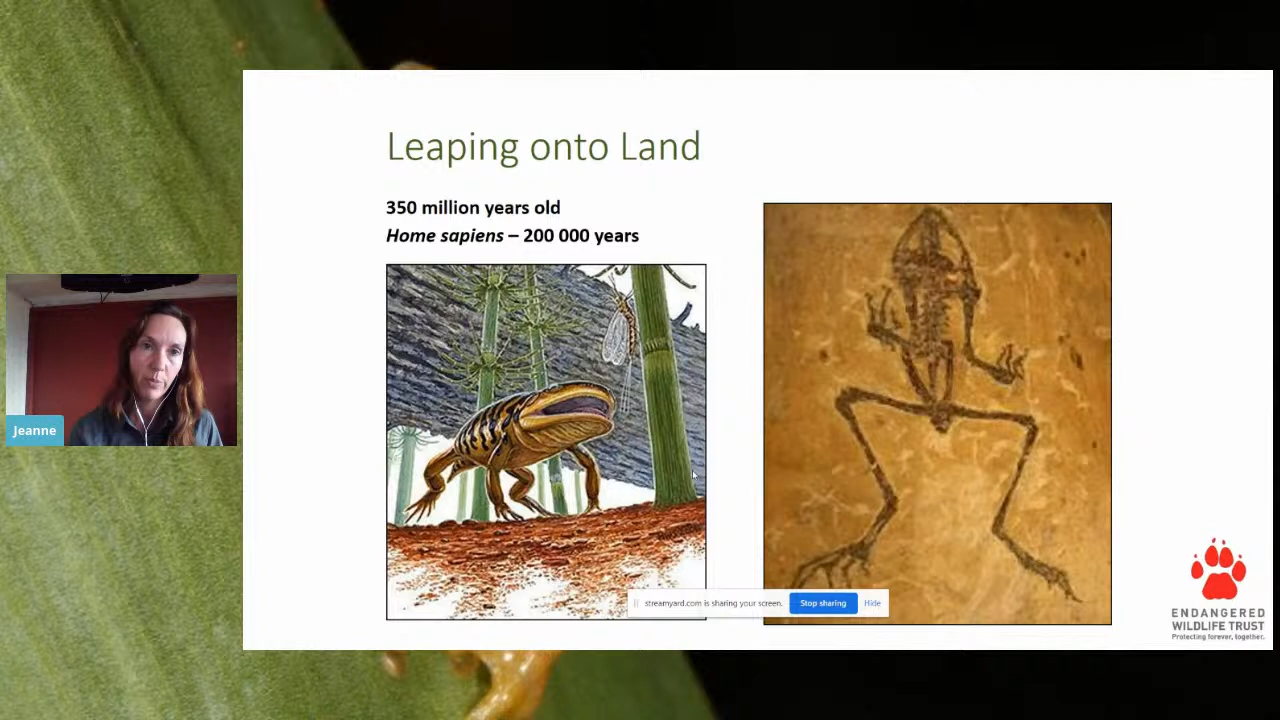 Leaping onto Land
350 million years old
Home sapiens – 200 000 years
Jeanne
streamyard.com is sharing your screen.
Stop sharing
Hide
ENDANGERED
WILDLIFE TRUST
Protecting forever, together.